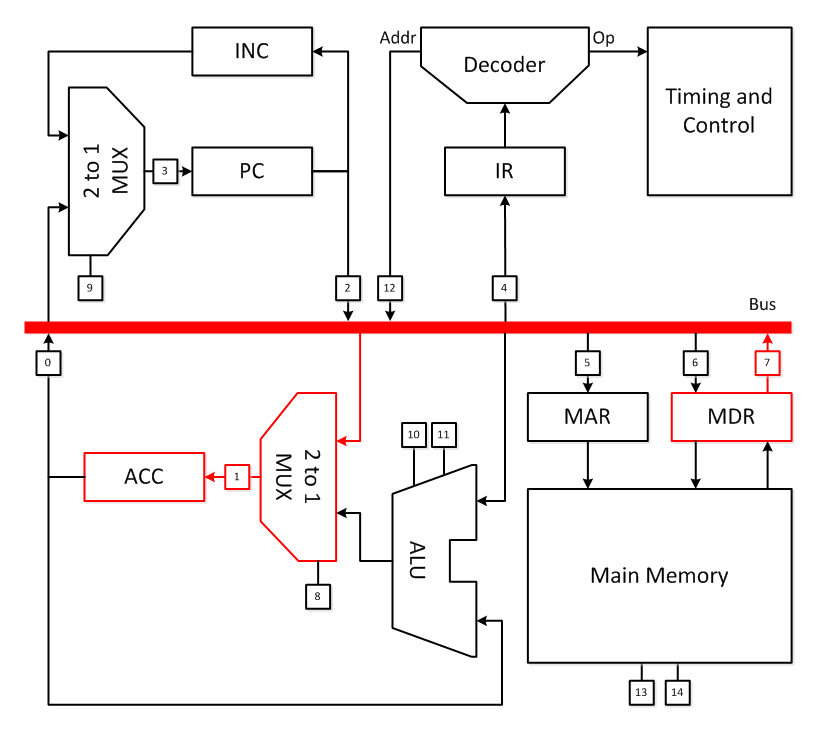 Addr
Op
INC
Decoder
Timing and
Control
2 to 1
MUX
3
PC
IR
9
2
12
4
Bus
0
5
6
7
MAR
MDR
10
11
ACC
1
2 to 1
MUX
ALU
Main Memory
8
13
14